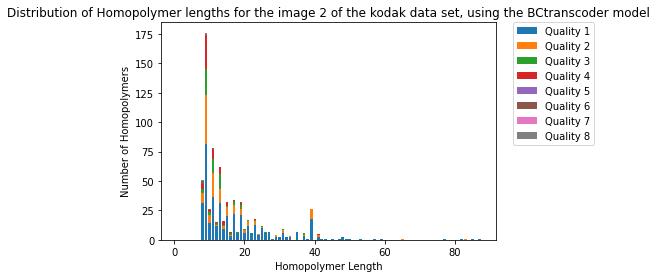 Distribution of Homopolymer lengths for the image 2 of the kodak data set, using the BCtranscoder model
Number of Homopolymers
175
150
125
100
75
50
25
0
0 20 40 60 80
Homopolymer Length
Quality 1
Quality 2
Quality 3
Quality 4
Quality 5
Quality 6
Quality 7
Quality 8